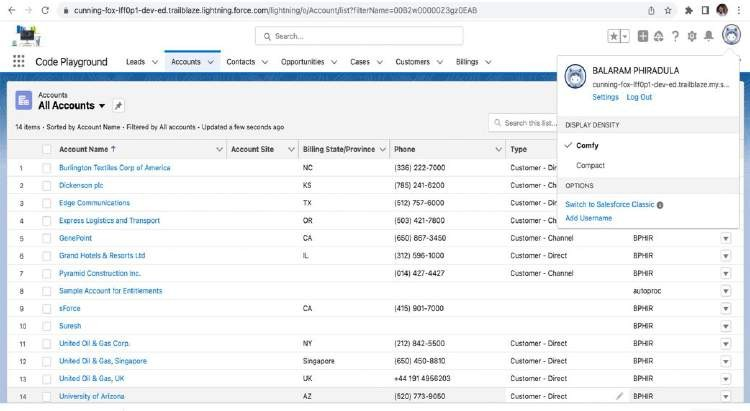 cunning-fox-lff0p1-dev-ed.trailblaze.lightning.force.com/lightning/o/Account/list?filterName=00B2w00000Z3gz0EAB
Search...
Code Playground Leads Accounts Contacts Opportunities Cases Customers Billings
BALARAM PHIRADULA
cunning-fox-lff0p1-dev-ed.trailblaze.my.s...
Settings Log Out
DISPLAY DENSITY
Comfy
Compact
OPTIONS
Switch to Salesforce Classic
Add Username
Accounts
All Accounts
14 items • Sorted by Account Name • Filtered by All accounts • Updated a few seconds ago
Search this list...
Account Name Account Site Billing State/Province Phone Type
1 Burlington Textiles Corp of America NC (336) 222-7000 Customer - Dir
2 Dickenson plc KS (785) 241-6200 Customer - Cha
3 Edge Communications TX (512) 757-6000 Customer - Dir
4 Express Logistics and Transport OR (503) 421-7800 Customer - Cha
5 GenePoint CA (650) 867-3450 Customer - Channel BPHIR
6 Grand Hotels & Resorts Ltd IL (312) 596-1000 Customer - Direct BPHIR
7 Pyramid Construction Inc. (014) 427-4427 Customer - Channel BPHIR
8 Sample Account for Entitlements autoproc
9 sForce CA (415) 901-7000 BPHIR
10 Suresh BPHIR
11 United Oil & Gas Corp. NY (212) 842-5500 Customer - Direct BPHIR
12 United Oil & Gas, Singapore Singapore (650) 450-8810 Customer - Direct BPHIR
13 United Oil & Gas, UK UK +44 191 4956203 Customer - Direct BPHIR
14 University of Arizona AZ (520) 773-9050 Customer - Direct BPHIR